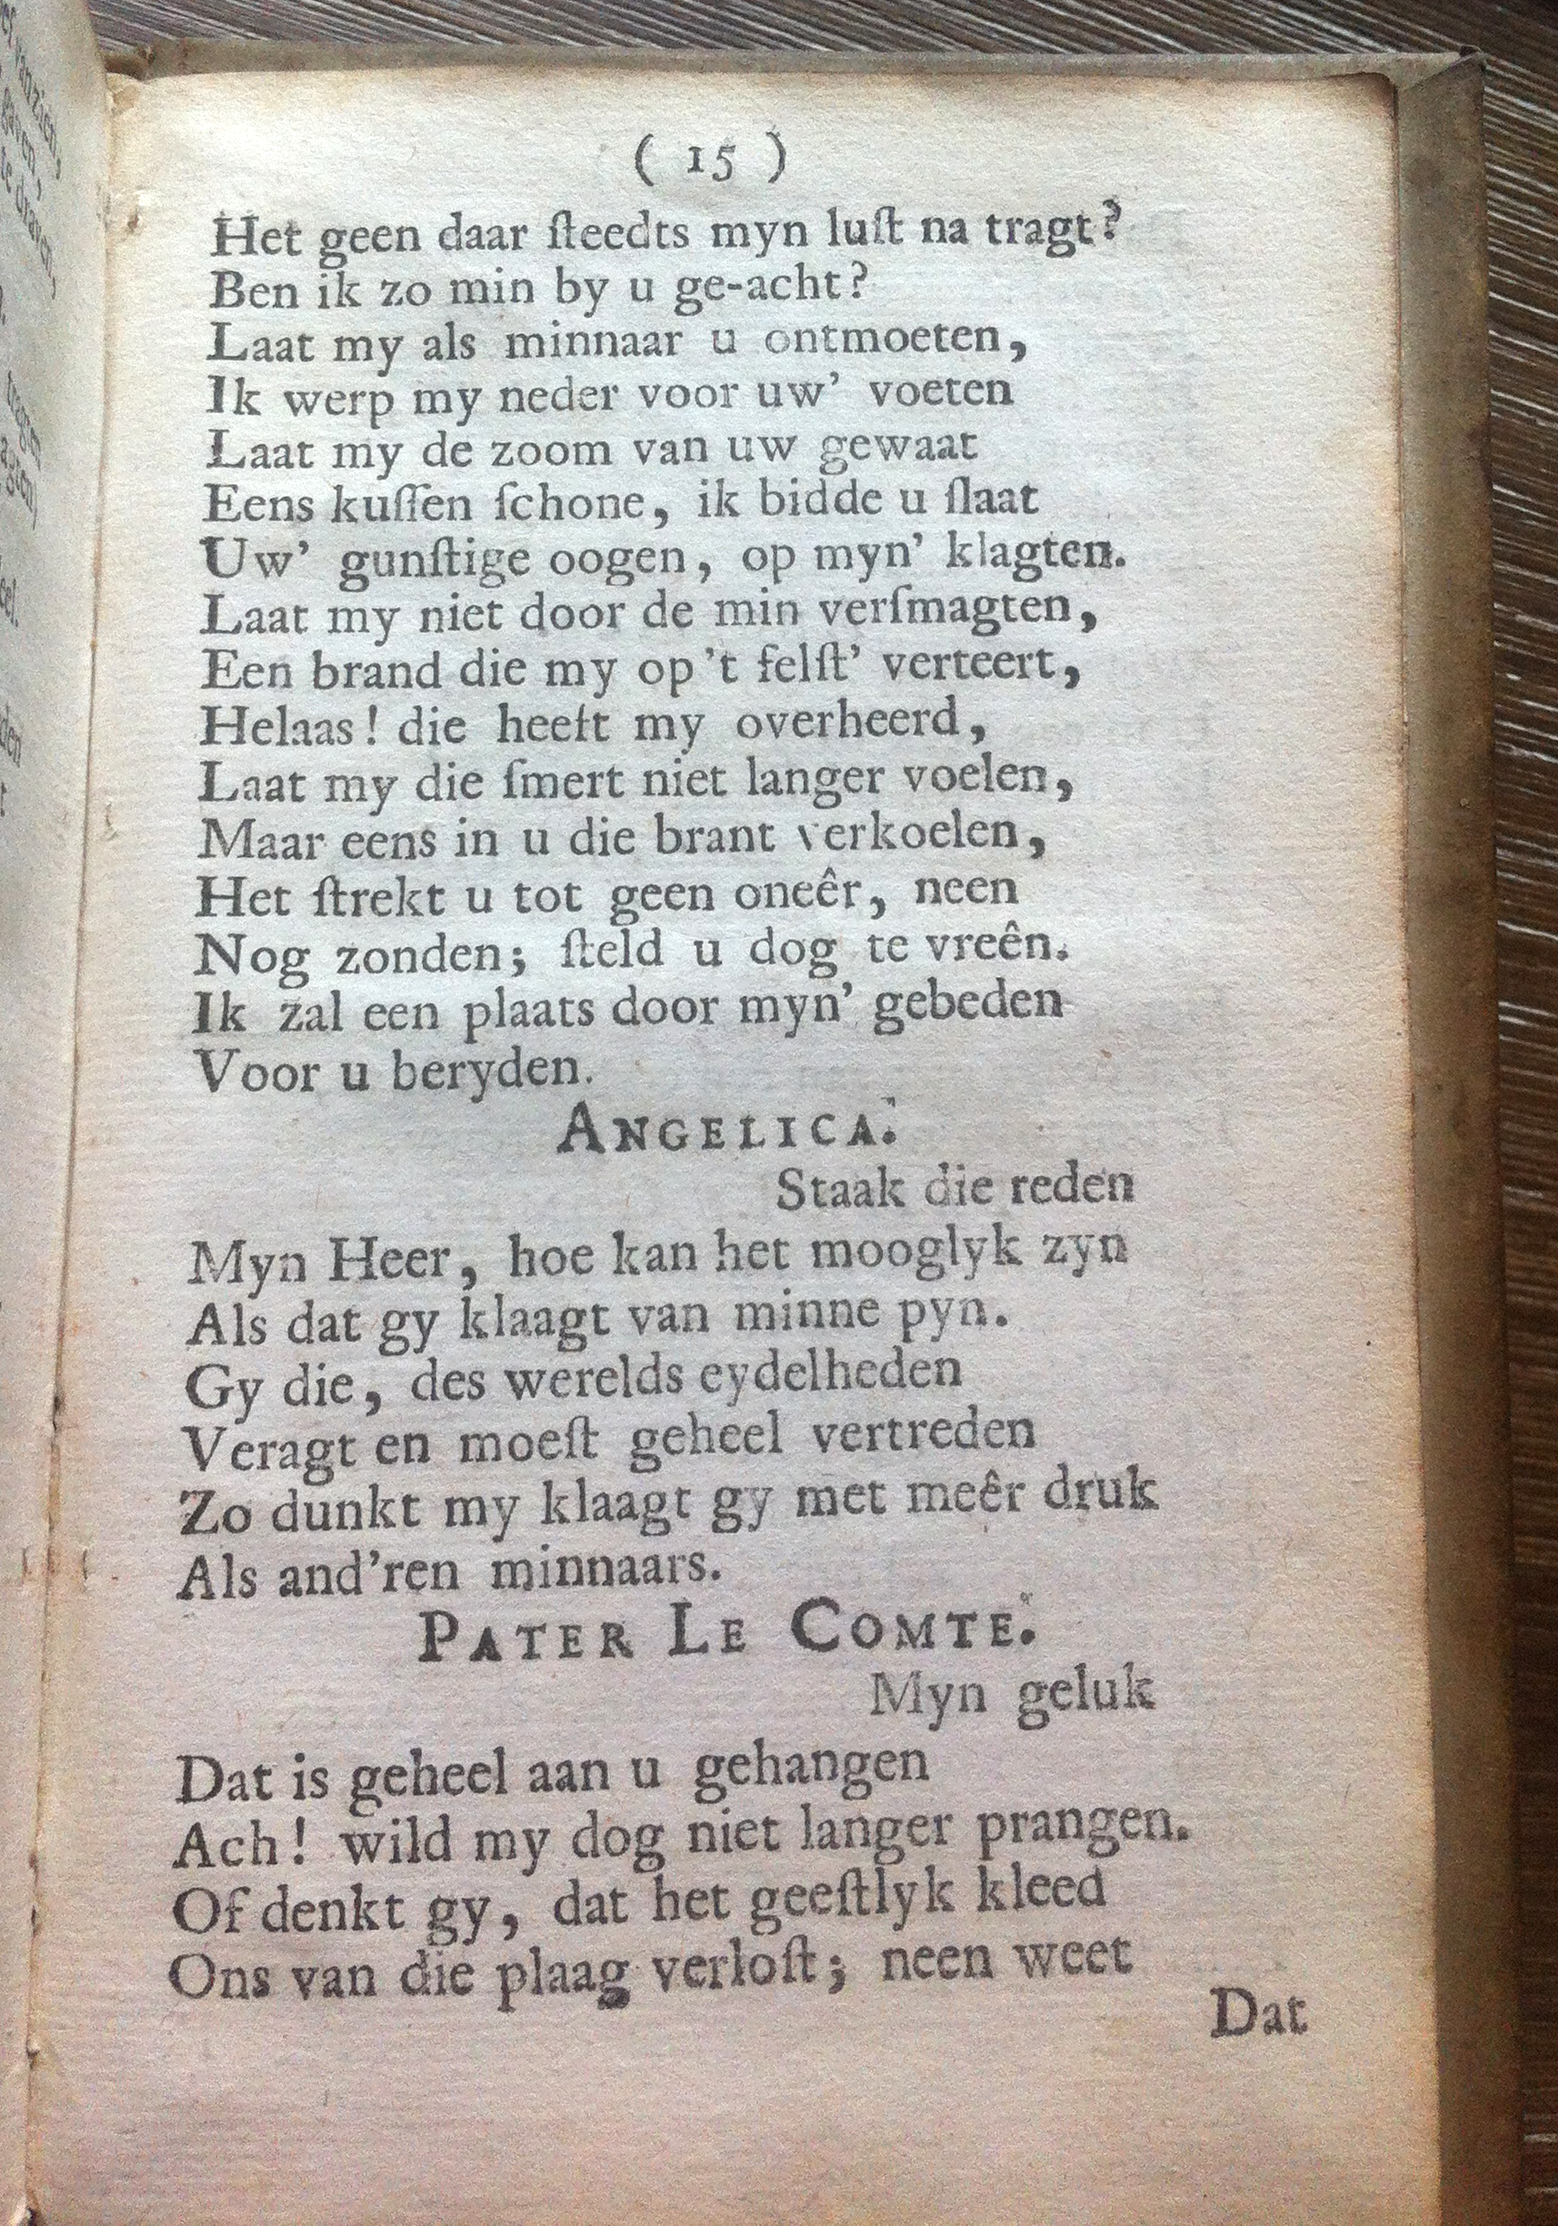 ( 15 )
Het geen daar ſteedts myn luſt na tragt?
Ben ik zo min by u ge-acht?
Laat my als minnaar u ontmoeten,
Ik werp my neder voor uw’ voeten
Laat my de zoom van uw gewaat
Eens kuſſen ſchone, ik bidde u ſlaat
Uw’ gunſtige oogen, op myn’ klagten.
Laat my niet door de min verſmagten,
Een brand die my op ’t felſt’ verteert,
Helaas! die heeft my overheerd,
Laat my die ſmert niet langer voelen,
Maar eens in u die brant verkoelen,
Het ſtrekt u tot geen oneêr, neen
Nog zonden; ſteld u dog te vreên.
Ik zal een plaats door myn’ gebeden
Voor u beryden.
ANGELICA.
Staak die reden
Myn Heer, hoe kan het mooglyk zyn
Als dat gy klaagt van minne pyn.
Gy die, des werelds eydelheden
Veragt en moeſt geheel vertreden
Zo dunkt my klaagt gy met meêr druk
Als and’ren minnaars.
PATER LE COMTE.
Myn geluk
Dat is geheel aan u gehangen
Ach! wild my dog niet langer prangen.
Of denkt gy, dat het geeſtlyk kleed
Ons van die plaag verloſt; neen weet
Dat